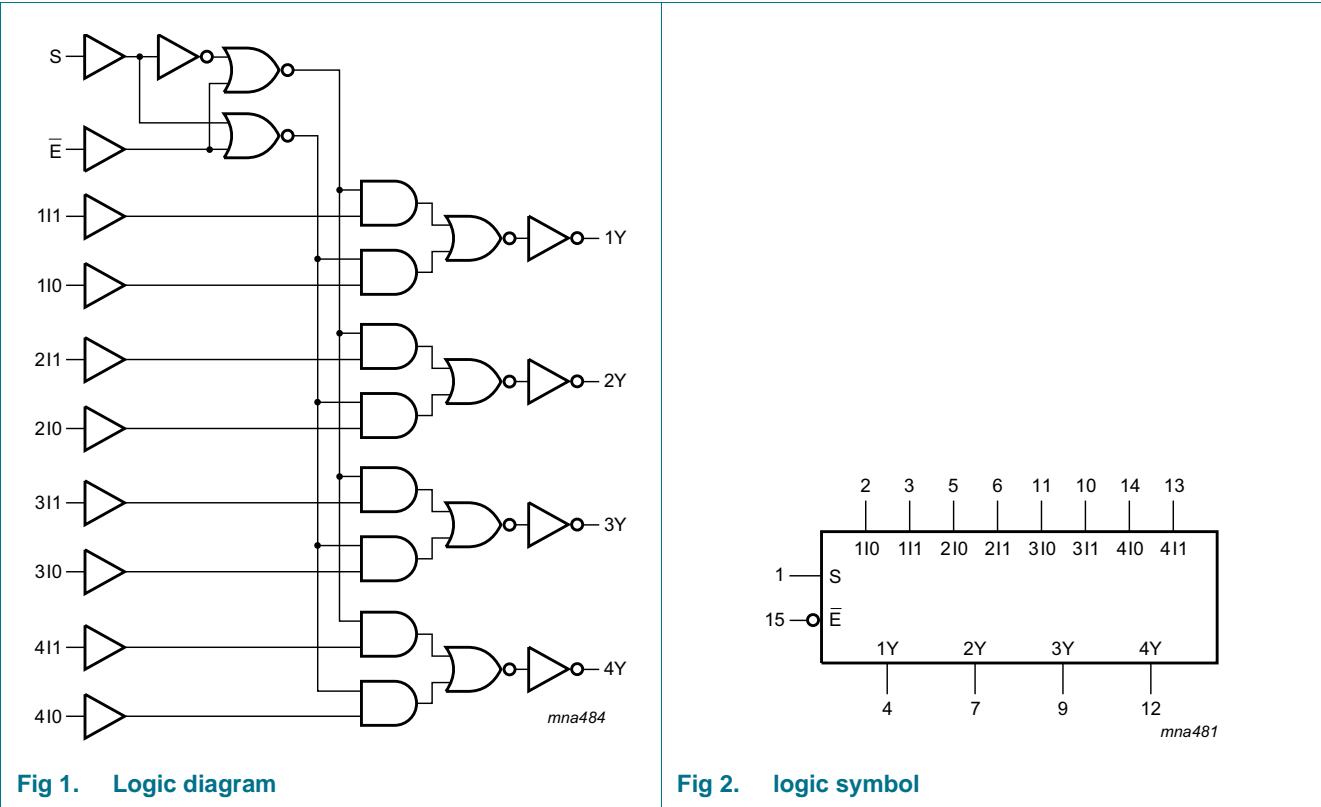 S
E̅
1I1
1I0
1Y
2I1
2I0
2Y
3I1
3I0
3Y
4I1
4I0
4Y
mna484
Fig 1. Logic diagram
2 3 5 6 11 10 14 13
1I0 1I1 2I0 2I1 3I0 3I1 4I0 4I1
1 S
15 E̅
1Y 2Y 3Y 4Y
4 7 9 12
mna481
Fig 2. logic symbol